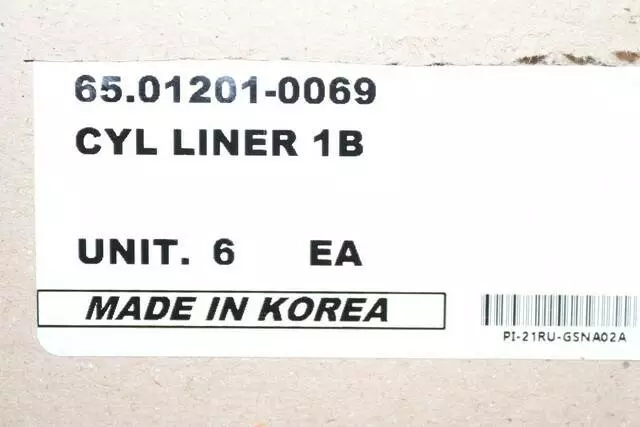 65.01201-0069
CYL LINER 1B
UNIT. 6 EA
MADE IN KOREA
PI-21RU-GSNA02A